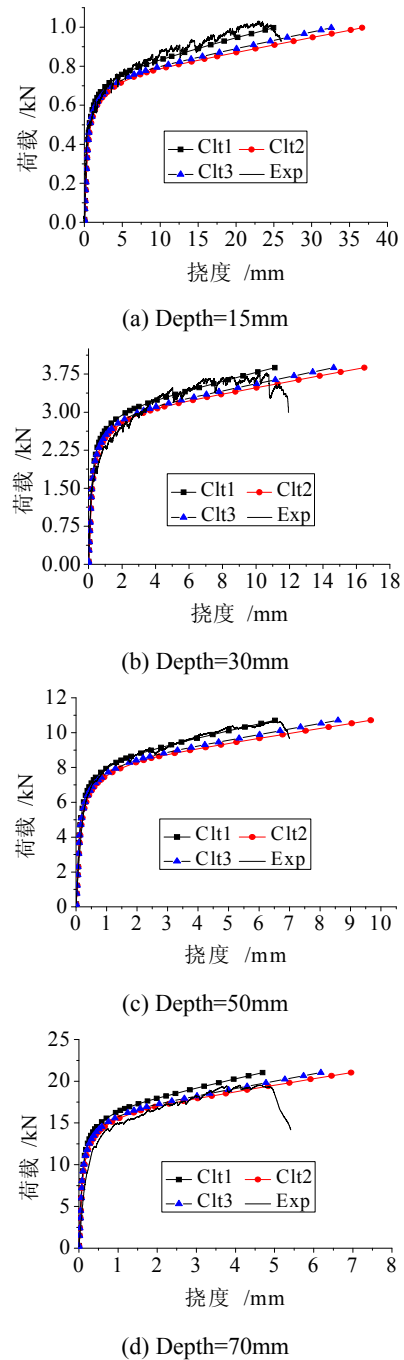 荷载 /kN
1.0
0.8
0.6
0.4
0.2
0.0
Clt1 Clt2
Clt3 Exp
0 5 10 15 20 25 30 35 40
挠度 /mm
(a) Depth=15mm
荷载 /kN
3.75
3.00
2.25
1.50
0.75
0.00
Clt1 Clt2
Clt3 Exp
0 2 4 6 8 10 12 14 16 18
挠度 /mm
(b) Depth=30mm
荷载 /kN
12
10
8
6
4
2
0
Clt1 Clt2
Clt3 Exp
0 1 2 3 4 5 6 7 8 9 10
挠度 /mm
(c) Depth=50mm
荷载 /kN
25
20
15
10
5
0
Clt1 Clt2
Clt3 Exp
0 1 2 3 4 5 6 7 8
挠度 /mm
(d) Depth=70mm